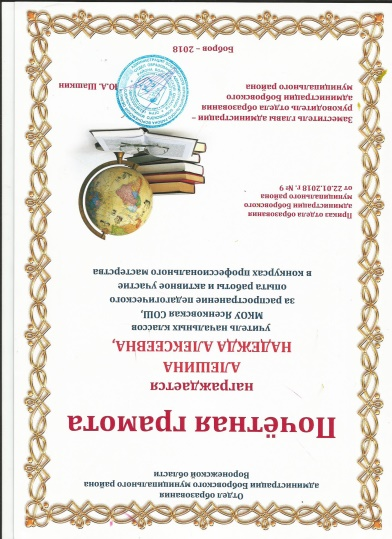 Отдел образования
администрации Бобровского муниципального района
Воронежской области
Почётная грамота
награждается
АЛЕШИНА
НАДЕЖДА АЛЕКСЕЕВНА,
учитель начальных классов
МКОУ Ясенковская СОШ,
за распространение педагогического
опыта работы и активное участие
в конкурсах профессионального мастерства
Приказ отдела образования
администрации Бобровского
муниципального района
от 22.01.2018 г. № 9
Заместитель главы администрации –
руководитель отдела образования
администрации Бобровского
муниципального района
Ю.А. Шашкин
Бобров - 2018